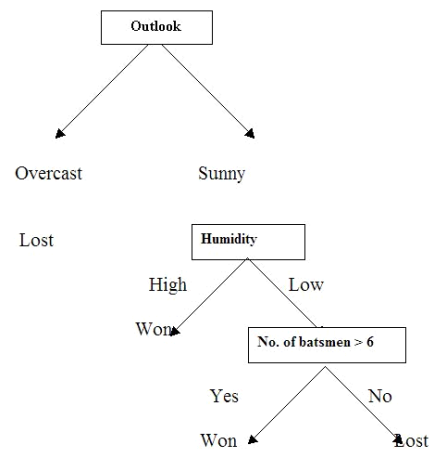 Outlook
Overcast
Sunny
Lost
Humidity
High
Low
Won
No. of batsmen > 6
Yes
No
Won
Lost